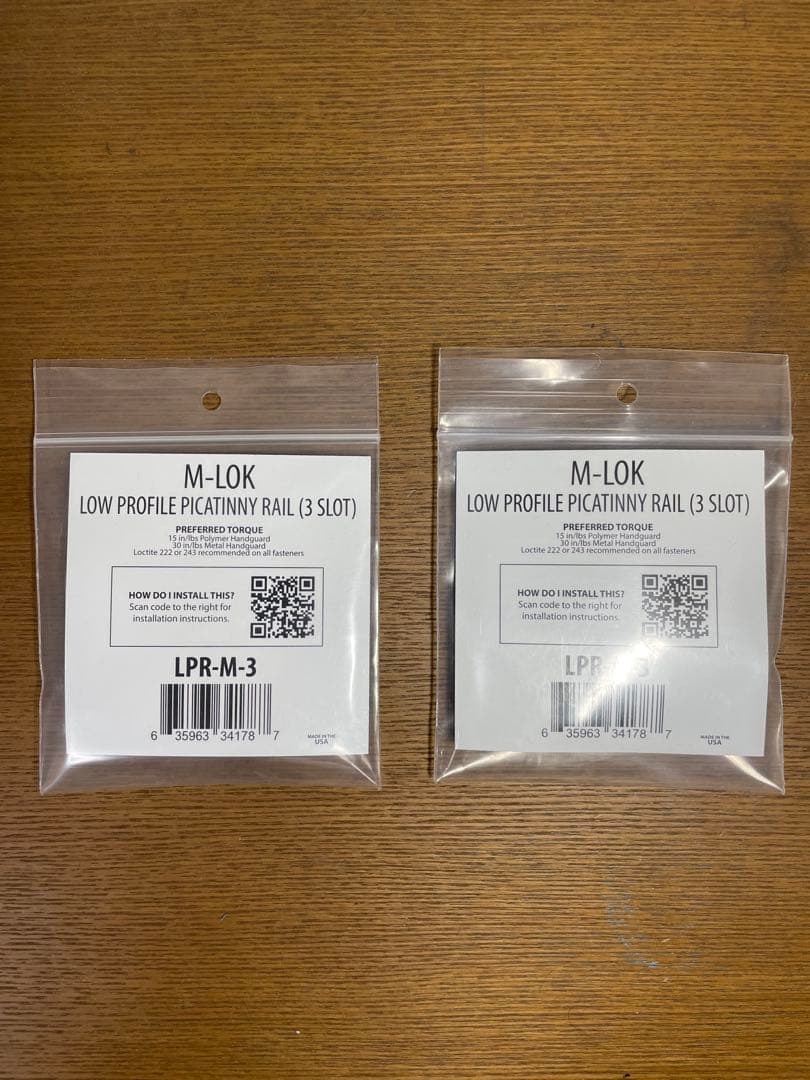 M-LOK
LOW PROFILE PICATINNY RAIL (3 SLOT)
PREFERRED TORQUE
15 in/lbs Polymer Handguard
30 in/lbs Metal Handguard
Loctite 222 or 243 recommended on all fasteners
HOW DO I INSTALL THIS?
Scan code to the right for
installation instructions.
LPR-M-3
6 35963 34178 7
MADE IN THE
USA
M-LOK
LOW PROFILE PICATINNY RAIL (3 SLOT)
PREFERRED TORQUE
15 in/lbs Polymer Handguard
30 in/lbs Metal Handguard
Loctite 222 or 243 recommended on all fasteners
HOW DO I INSTALL THIS?
Scan code to the right for
installation instructions.
LPR-M-3
6 35963 34178 7
MADE IN THE
USA